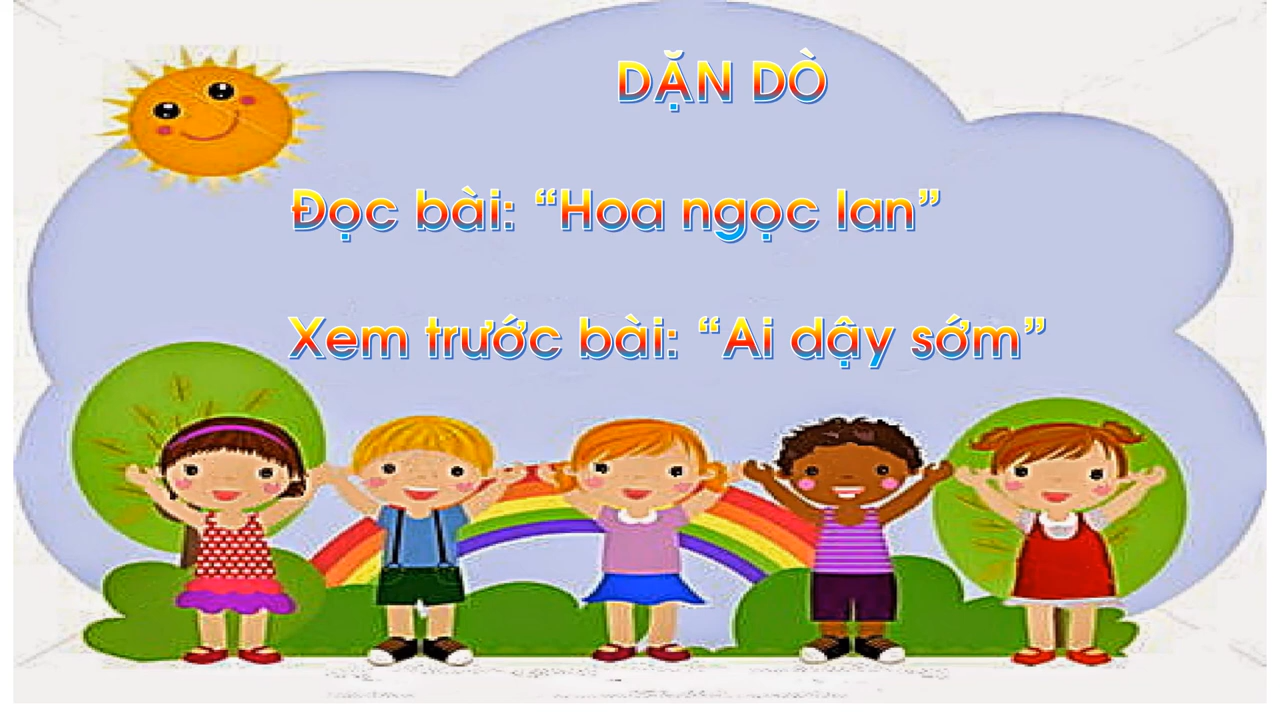 DẶN DÒ
Đọc bài: “Hoa ngọc lan”
Xem trước bài: “Ai dậy sớm”